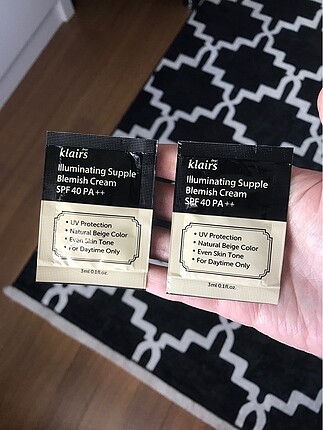 dear
klairs
Illuminating Supple
Blemish Cream
SPF 40 PA++
• UV Protection
• Natural Beige Color
• Even Skin Tone
• For Daytime Only
3ml 0.1fl.oz.
dear
klairs
Illuminating Supple
Blemish Cream
SPF 40 PA++
• UV Protection
• Natural Beige Color
• Even Skin Tone
• For Daytime Only
3ml 0.1fl.oz.